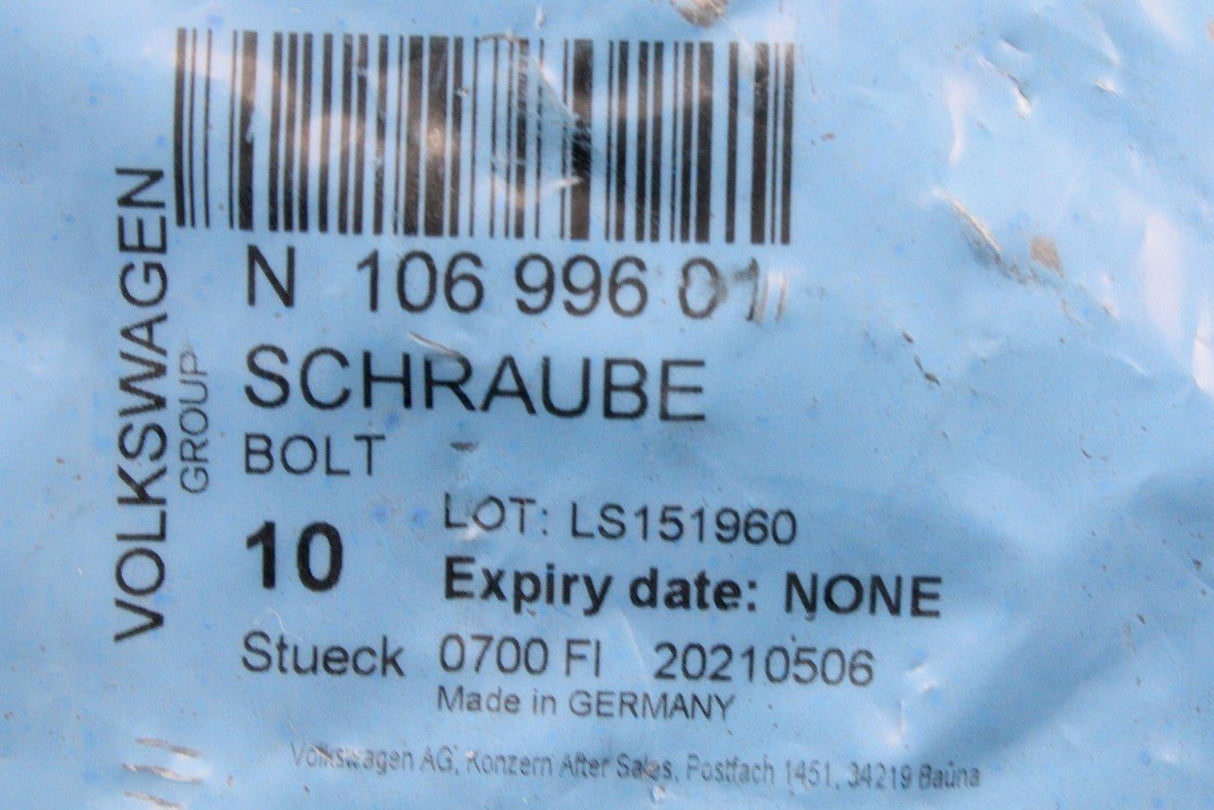 VOLKSWAGEN
GROUP
N 106 996 01
SCHRAUBE
BOLT
10
LOT: LS151960
Expiry date: NONE
Stueck 0700 FI 20210506
Made in GERMANY
Volkswagen AG, Konzern After Sales, Postfach 1451, 34219 Bauna